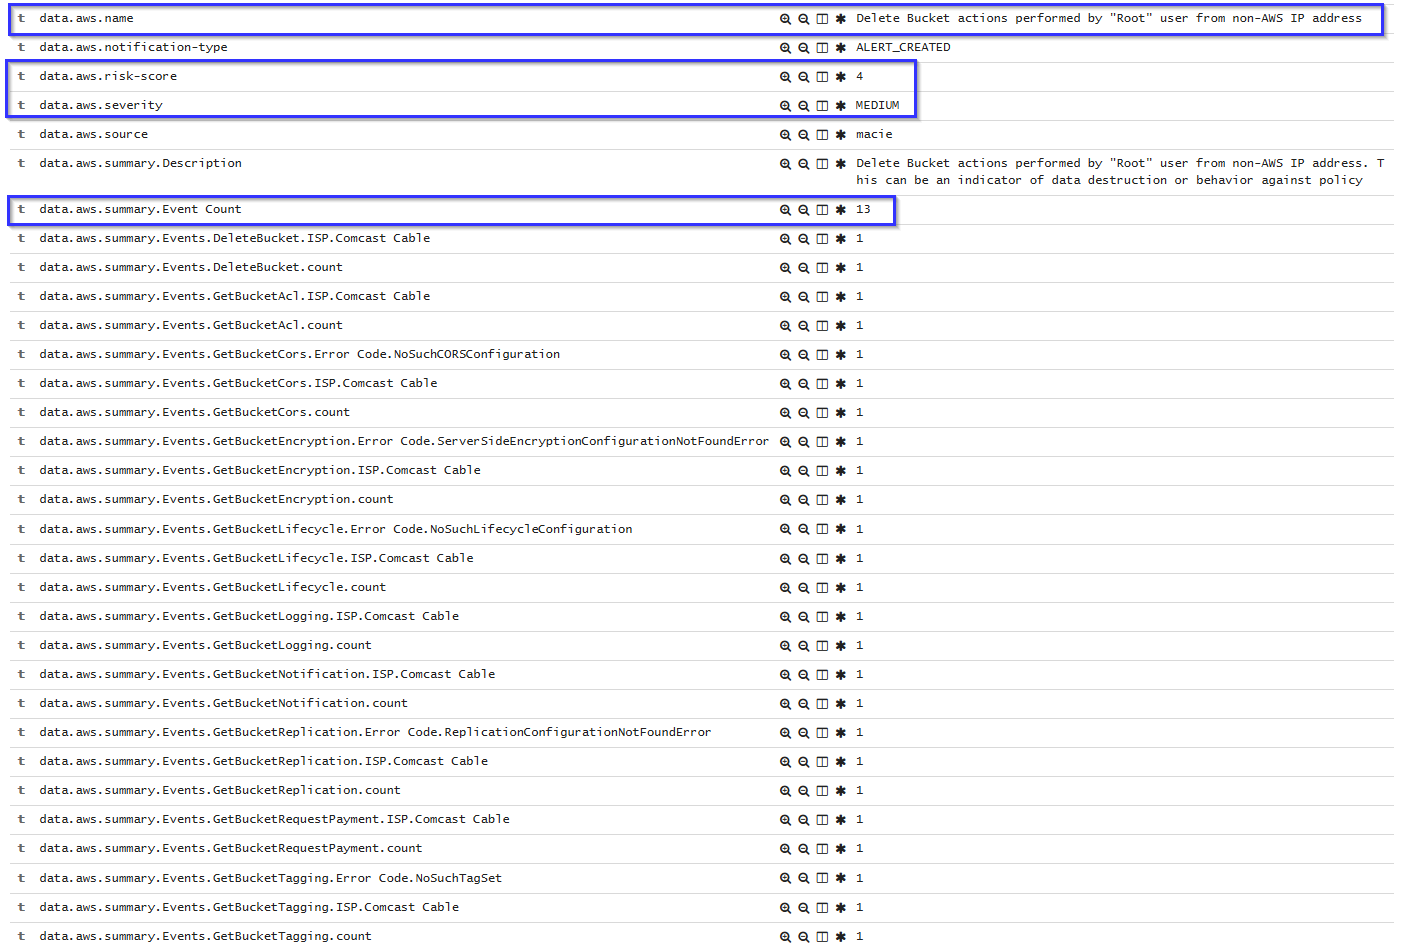 t data.aws.name Delete Bucket actions performed by "Root" user from non-AWS IP address
t data.aws.notification-type ALERT_CREATED
t data.aws.risk-score 4
t data.aws.severity MEDIUM
t data.aws.source macie
t data.aws.summary.Description Delete Bucket actions performed by "Root" user from non-AWS IP address. T
his can be an indicator of data destruction or behavior against policy
t data.aws.summary.Event Count 13
t data.aws.summary.Events.DeleteBucket.ISP.Comcast Cable 1
t data.aws.summary.Events.DeleteBucket.count 1
t data.aws.summary.Events.GetBucketAcl.ISP.Comcast Cable 1
t data.aws.summary.Events.GetBucketAcl.count 1
t data.aws.summary.Events.GetBucketCors.Error Code.NoSuchCORSConfiguration 1
t data.aws.summary.Events.GetBucketCors.ISP.Comcast Cable 1
t data.aws.summary.Events.GetBucketCors.count 1
t data.aws.summary.Events.GetBucketEncryption.Error Code.ServerSideEncryptionConfigurationNotFoundError 1
t data.aws.summary.Events.GetBucketEncryption.ISP.Comcast Cable 1
t data.aws.summary.Events.GetBucketEncryption.count 1
t data.aws.summary.Events.GetBucketLifecycle.Error Code.NoSuchLifecycleConfiguration 1
t data.aws.summary.Events.GetBucketLifecycle.ISP.Comcast Cable 1
t data.aws.summary.Events.GetBucketLifecycle.count 1
t data.aws.summary.Events.GetBucketLogging.ISP.Comcast Cable 1
t data.aws.summary.Events.GetBucketLogging.count 1
t data.aws.summary.Events.GetBucketNotification.ISP.Comcast Cable 1
t data.aws.summary.Events.GetBucketNotification.count 1
t data.aws.summary.Events.GetBucketReplication.Error Code.ReplicationConfigurationNotFoundError 1
t data.aws.summary.Events.GetBucketReplication.ISP.Comcast Cable 1
t data.aws.summary.Events.GetBucketReplication.count 1
t data.aws.summary.Events.GetBucketRequestPayment.ISP.Comcast Cable 1
t data.aws.summary.Events.GetBucketRequestPayment.count 1
t data.aws.summary.Events.GetBucketTagging.Error Code.NoSuchTagSet 1
t data.aws.summary.Events.GetBucketTagging.ISP.Comcast Cable 1
t data.aws.summary.Events.GetBucketTagging.count 1